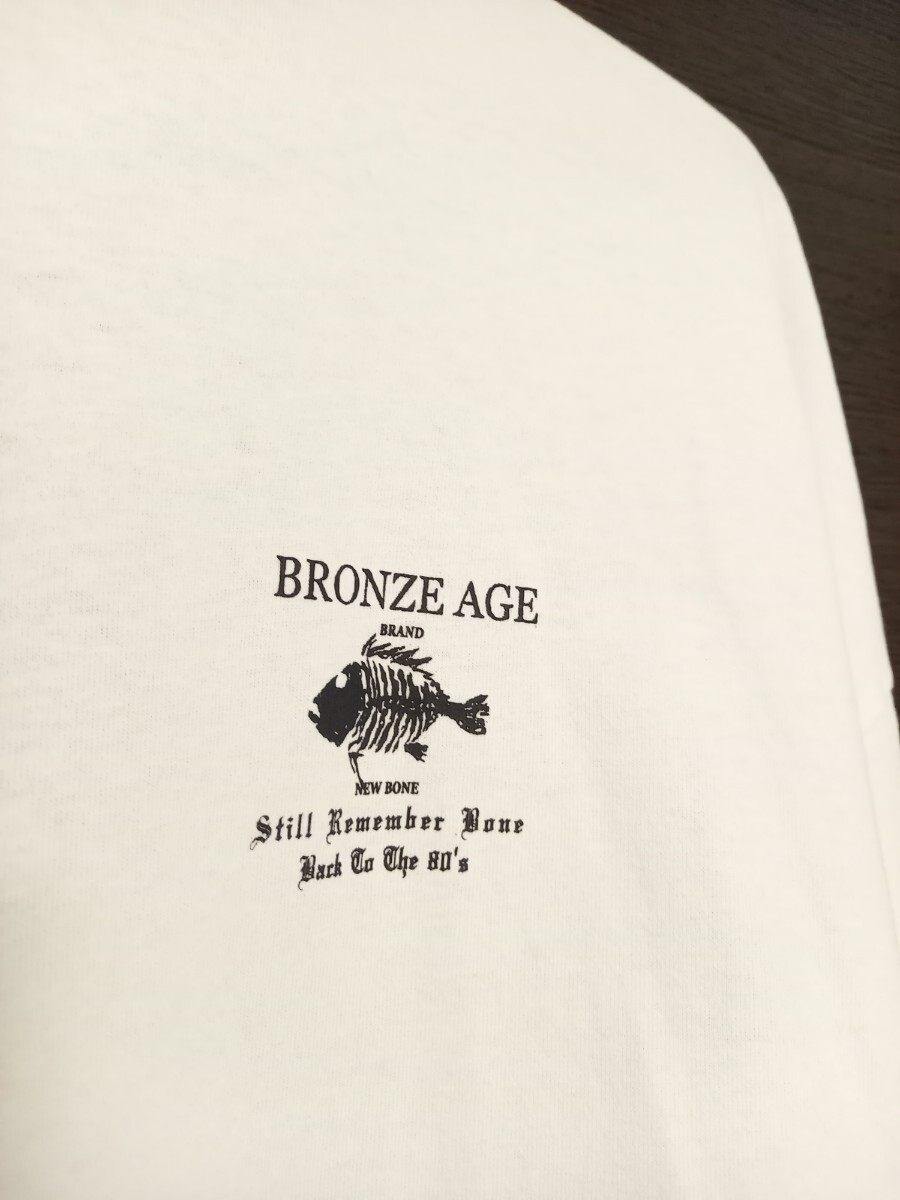 BRONZE AGE
BRAND
NEW BONE
Still Remember Bone
Back To The 80's